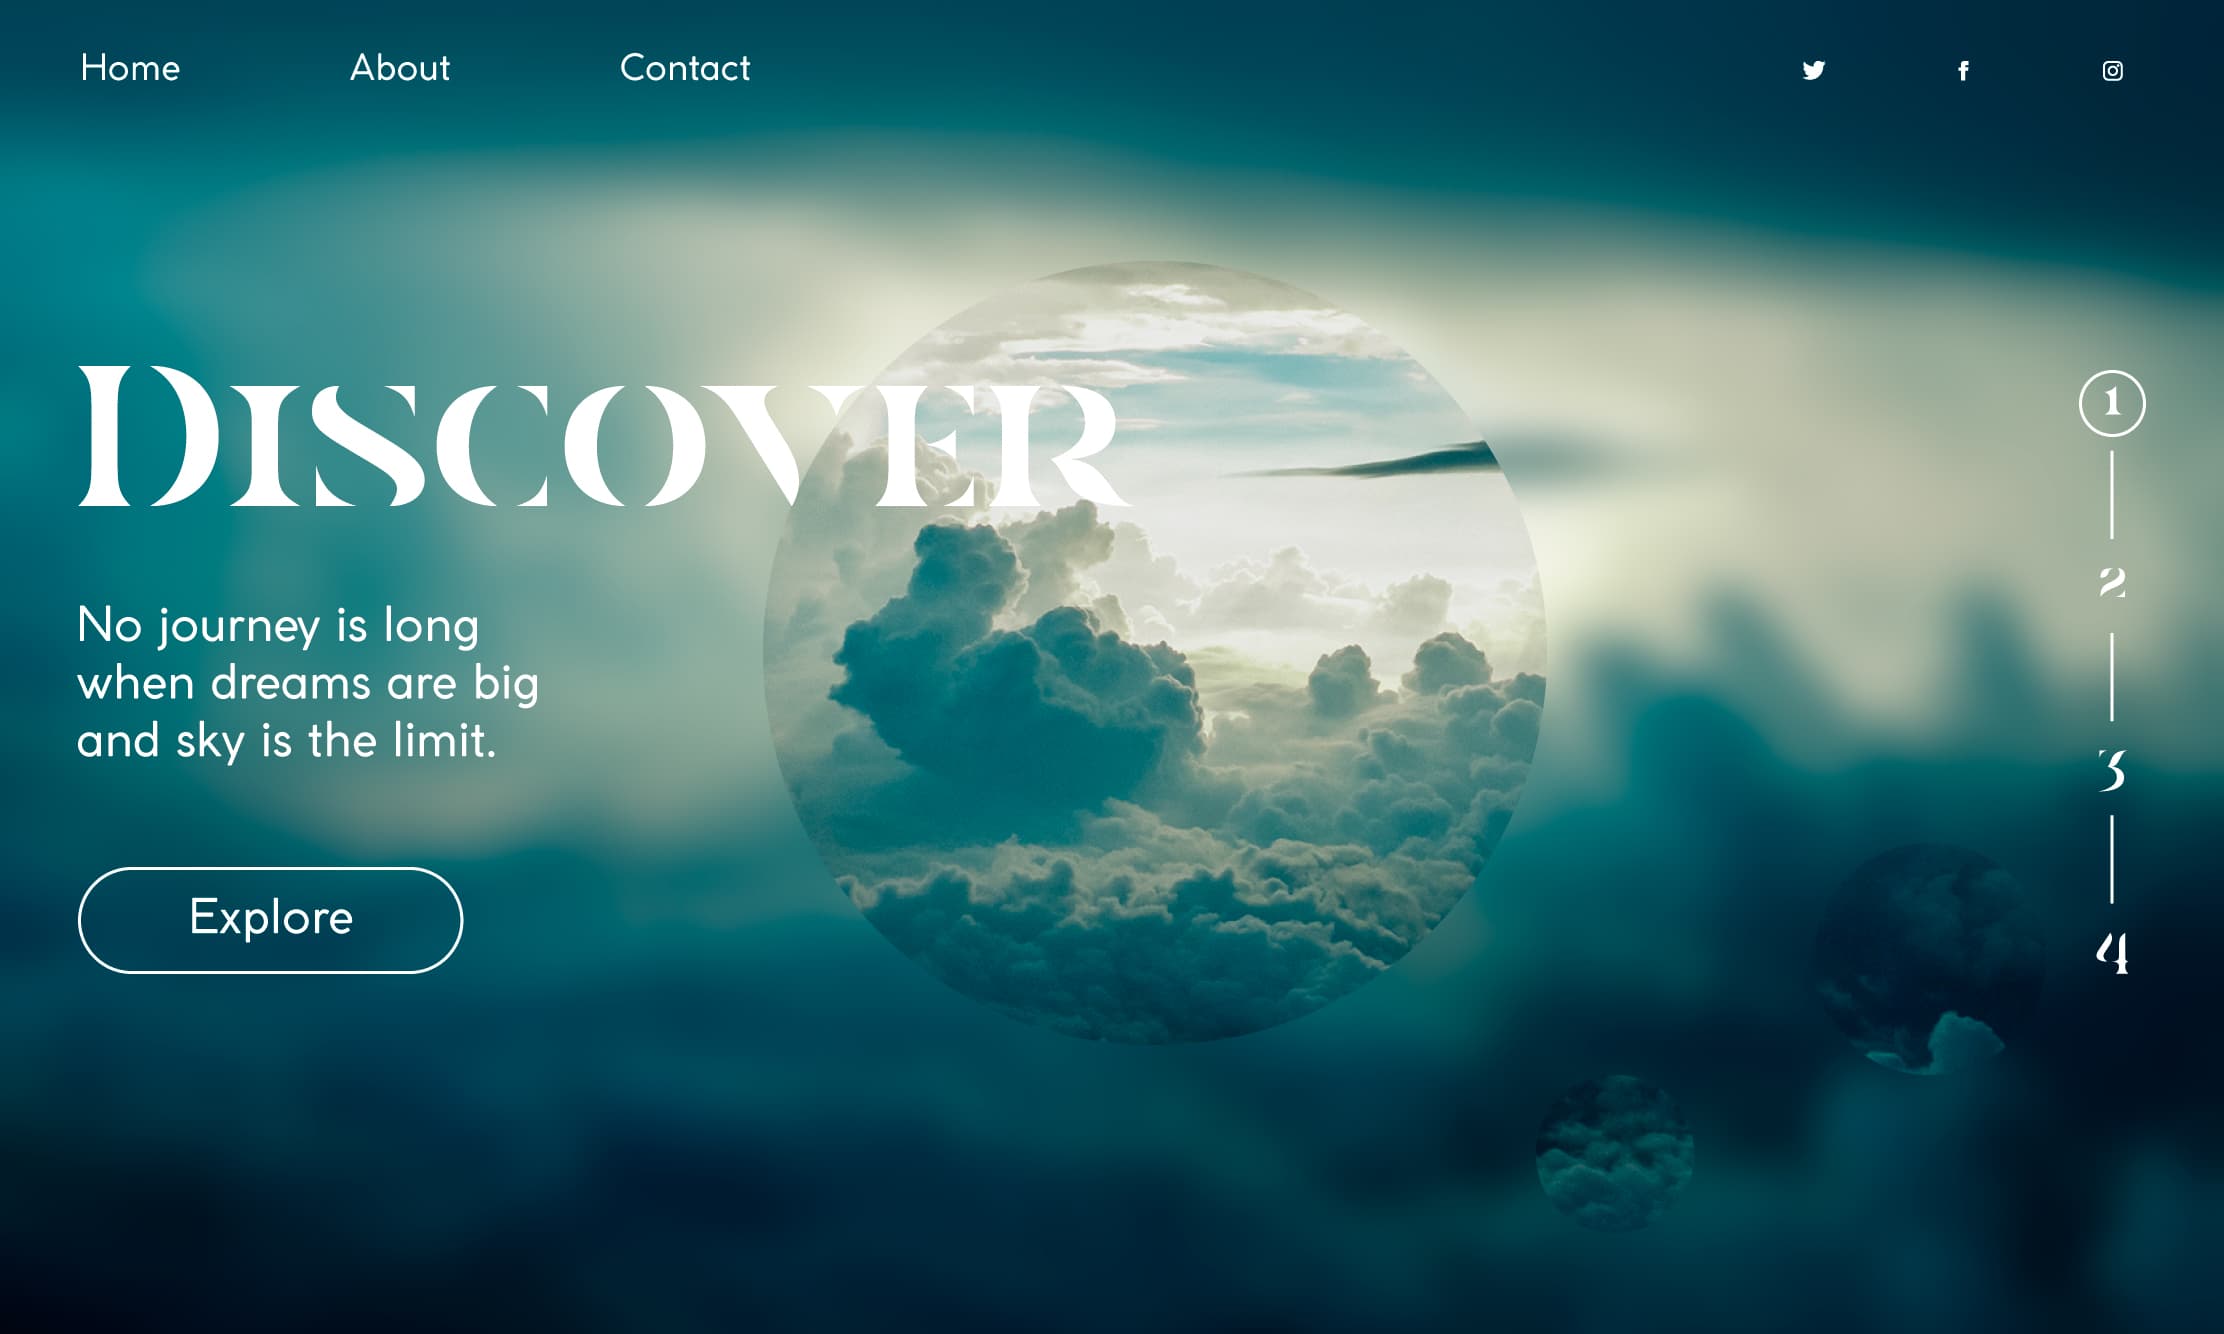 Home About Contact
DISCOVER
No journey is long
when dreams are big
and sky is the limit.
Explore
1
2
3
4